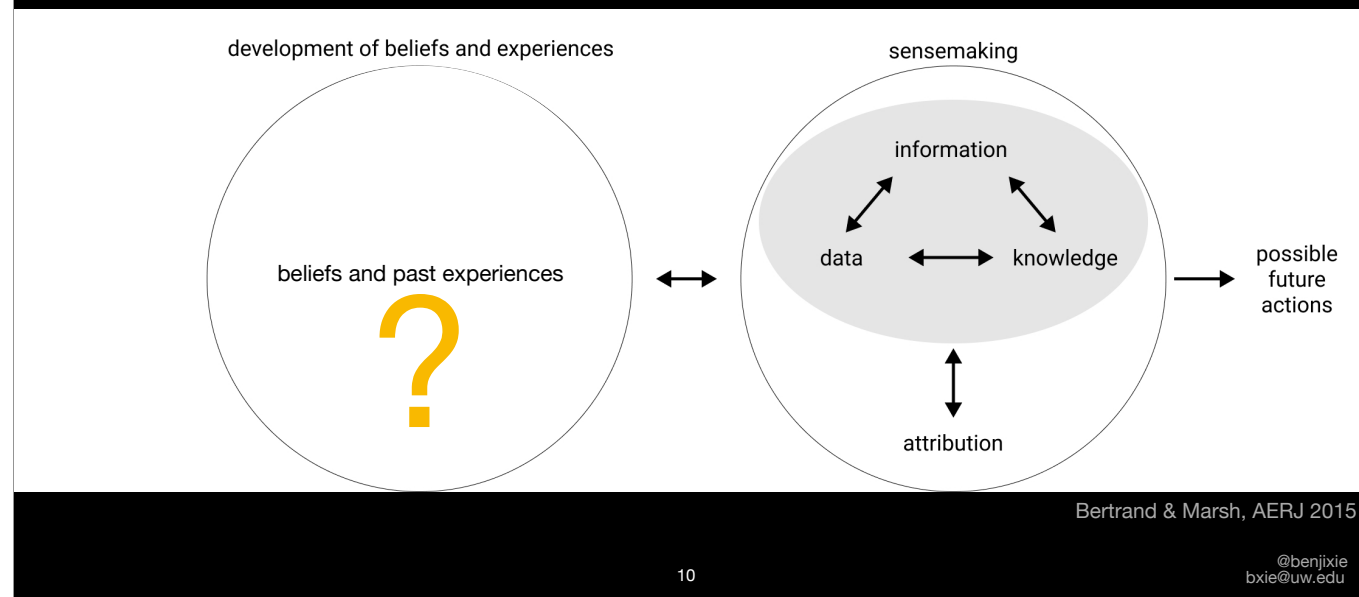 development of beliefs and experiences
beliefs and past experiences
?
sensemaking
information
data
knowledge
attribution
possible
future
actions
Bertrand & Marsh, AERJ 2015
10
@benjixie
bxie@uw.edu